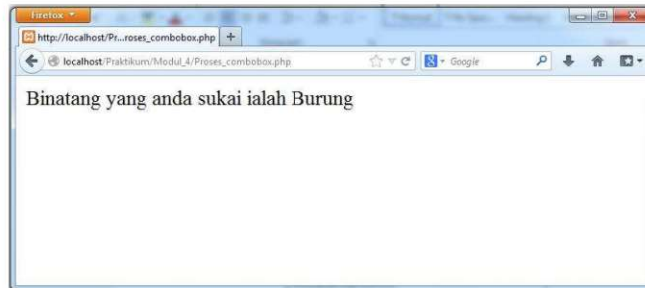 Firefox
http://localhost/Pr...roses_combobox.php
localhost/Praktikum/Modul_4/Proses_combobox.php
Google
Binatang yang anda sukai ialah Burung